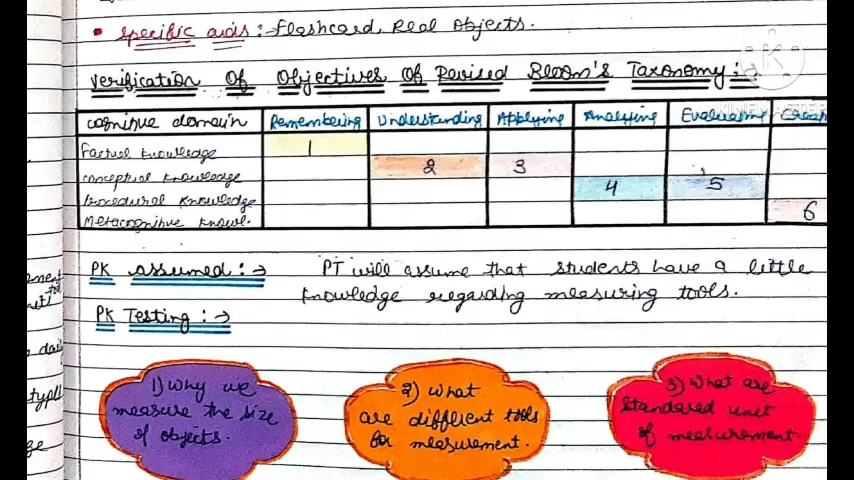 • Specific aids :- Flashcard, Real Objects.
Verification Of Objectives Of Revised Bloom's Taxonomy :-
Cognitive domain Remembering Understanding Applying Analysing Evaluating Creat
Factual Knowledge 1
Conceptual Knowledge 2 3
Procedural Knowledge 4 5
Metacognitive Knowl. 6
PK assumed :→ PT will assume that students have a little
knowledge regarding measuring tools.
PK Testing :→
1) Why we
measure the size
of objects.
2) What
are different tools
for measurement.
3) What are
standared unit
of measurement
KINEMASTER